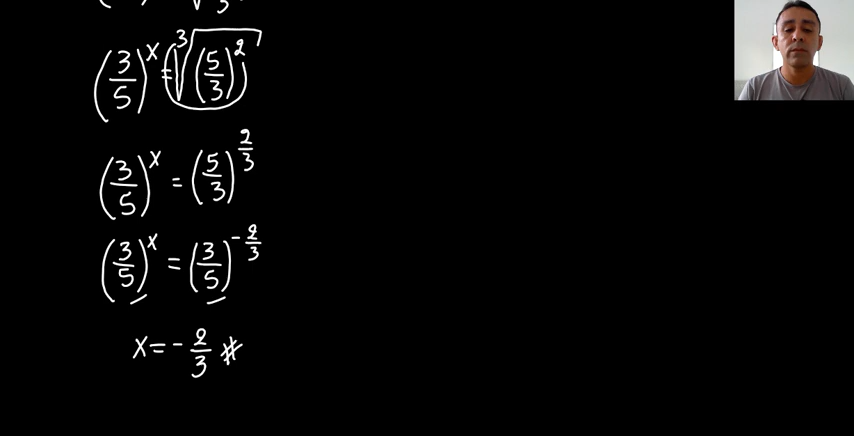 (3/5)^x = ∛((5/3)^2)
(3/5)^x = (5/3)^(2/3)
(3/5)^x = (3/5)^(-2/3)
x = -2/3 #